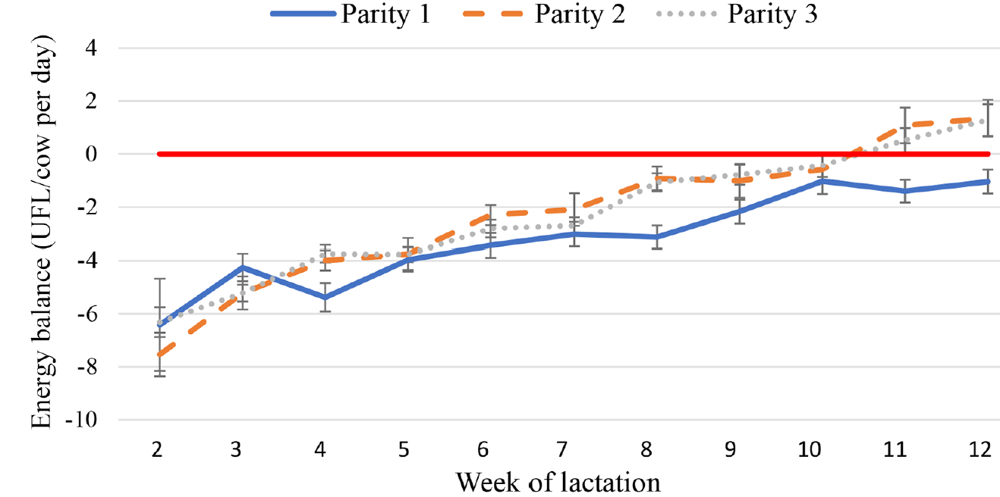 Parity 1 Parity 2 Parity 3
Energy balance (UFL/cow per day)
4
2
0
-2
-4
-6
-8
-10
2 3 4 5 6 7 8 9 10 11 12
Week of lactation